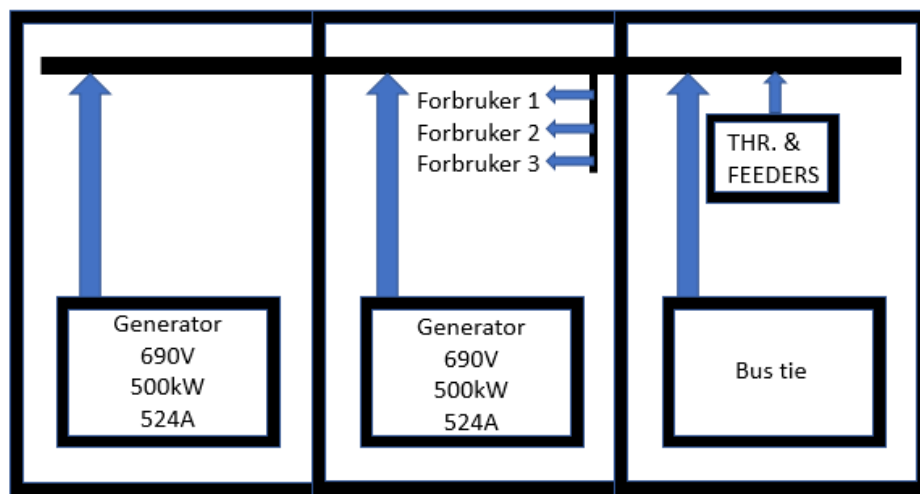 Forbruker 1
Forbruker 2
Forbruker 3
THR. &
FEEDERS
Generator
690V
500kW
524A
Generator
690V
500kW
524A
Bus tie